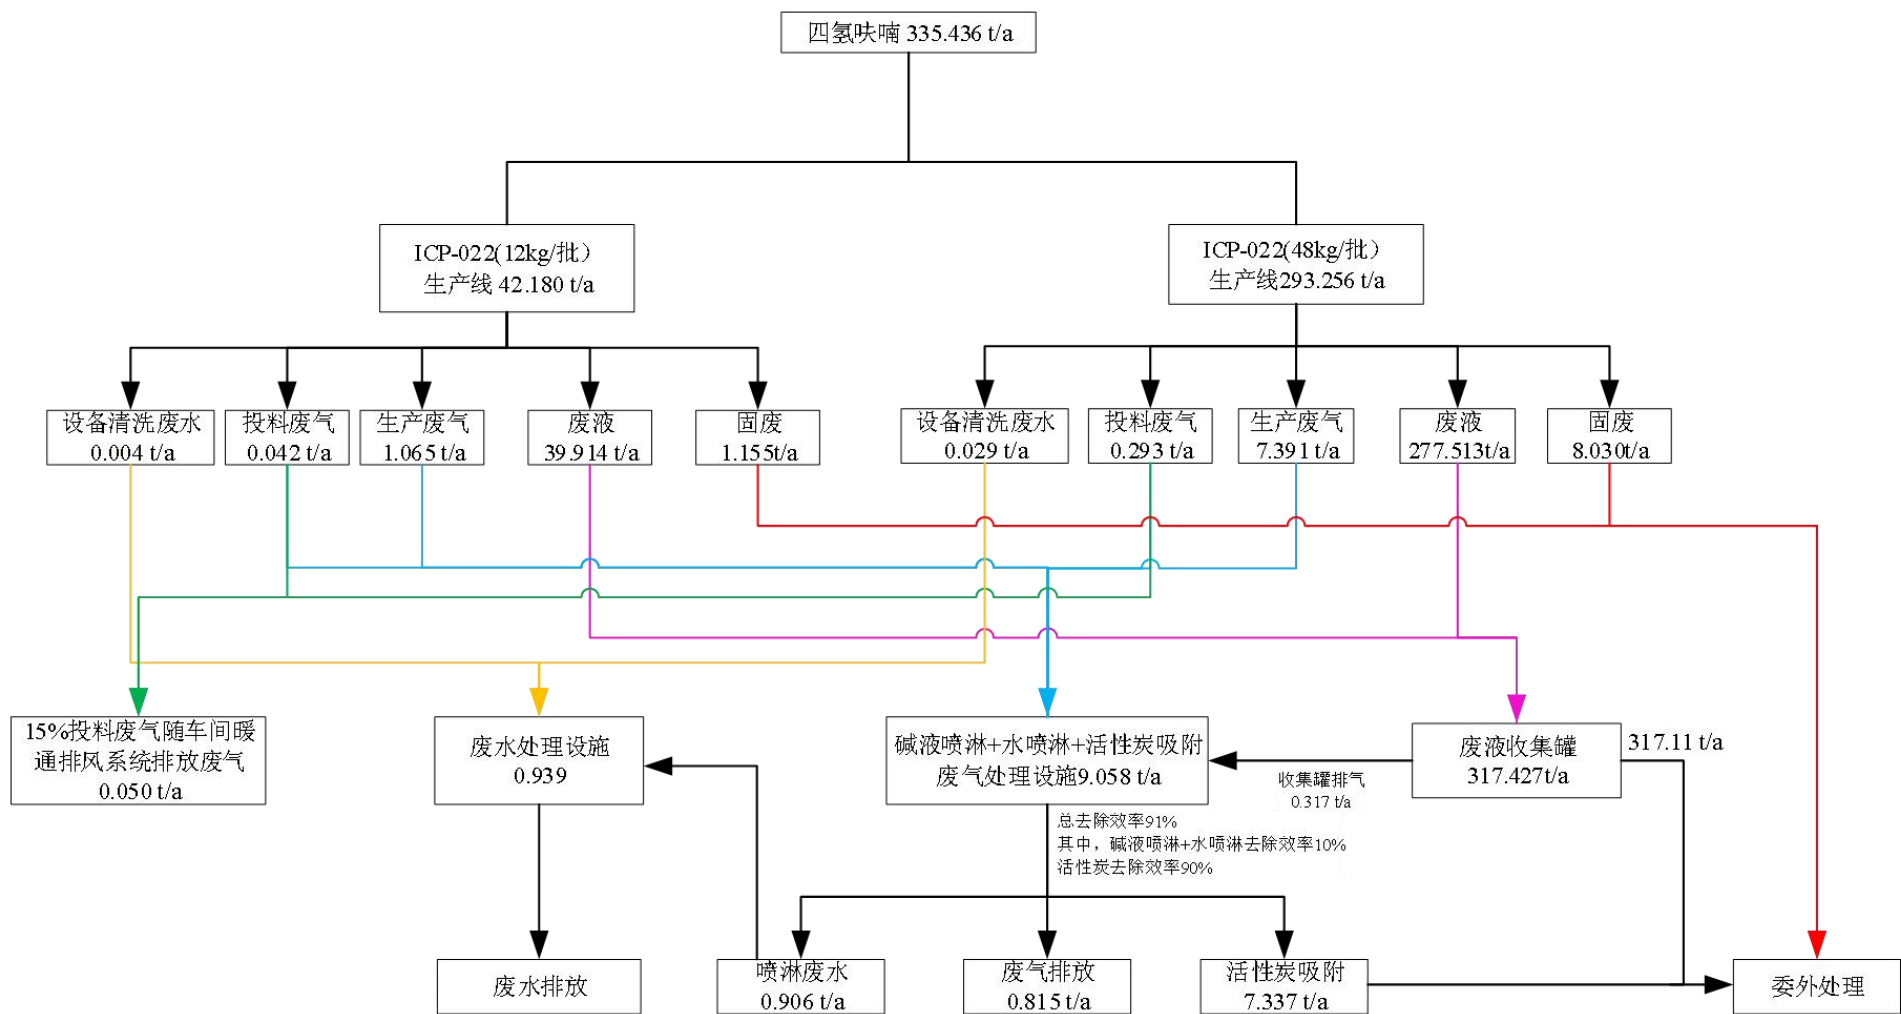 四氢呋喃 335.436 t/a
ICP-022(12kg/批）
生产线 42.180 t/a
ICP-022(48kg/批）
生产线293.256 t/a
设备清洗废水
0.004 t/a
投料废气
0.042 t/a
生产废气
1.065 t/a
废液
39.914 t/a
固废
1.155t/a
设备清洗废水
0.029 t/a
投料废气
0.293 t/a
生产废气
7.391 t/a
废液
277.513t/a
固废
8.030t/a
15%投料废气随车间暖
通排风系统排放废气
0.050 t/a
废水处理设施
0.939
碱液喷淋+水喷淋+活性炭吸附
废气处理设施9.058 t/a
收集罐排气
0.317 t/a
废液收集罐
317.427t/a
317.11 t/a
总去除效率91%
其中，碱液喷淋+水喷淋去除效率10%
活性炭去除效率90%
废水排放
喷淋废水
0.906 t/a
废气排放
0.815 t/a
活性炭吸附
7.337 t/a
委外处理